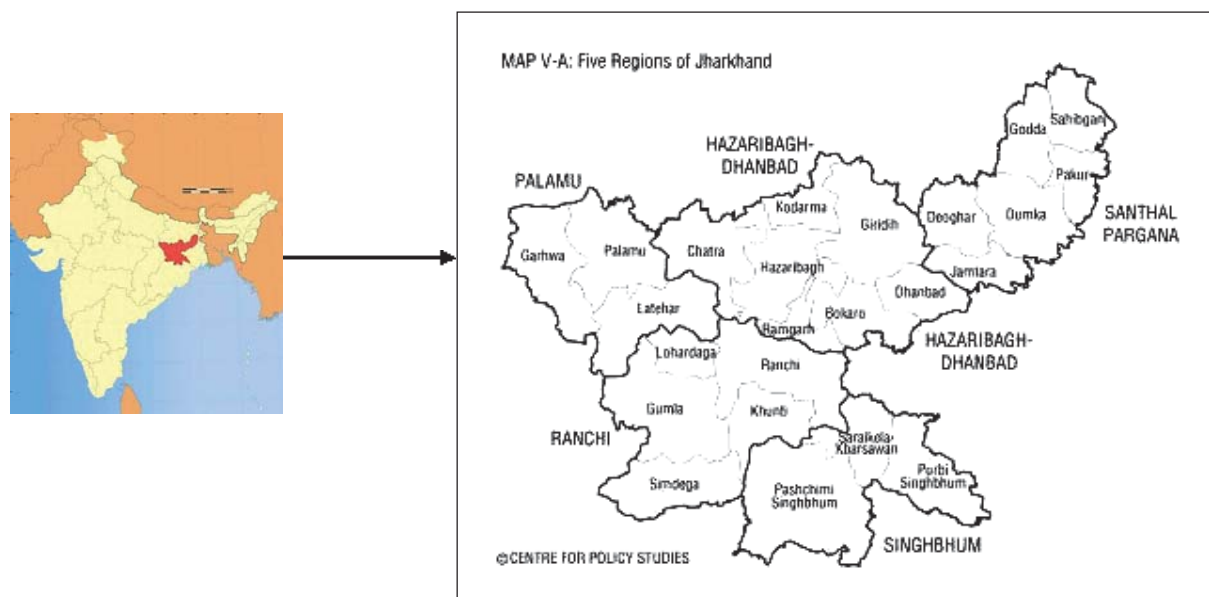 MAP V-A: Five Regions of Jharkhand
HAZARIBAGH-
DHANBAD
PALAMU
Godda
Sahibganj
Pakur
Kodarma
Giridih
Deoghar
Dumka
SANTHAL
PARGANA
Garhwa
Palamu
Chatra
Hazaribagh
Jamtara
Dhanbad
Latehar
Bokaro
Ramgarh
HAZARIBAGH-
DHANBAD
Lohardaga
Ranchi
Gumla
Khunti
RANCHI
Saraikela-
Kharsawan
Purbi
Singhbhum
Simdega
Pashchimi
Singhbhum
SINGHBHUM
©CENTRE FOR POLICY STUDIES